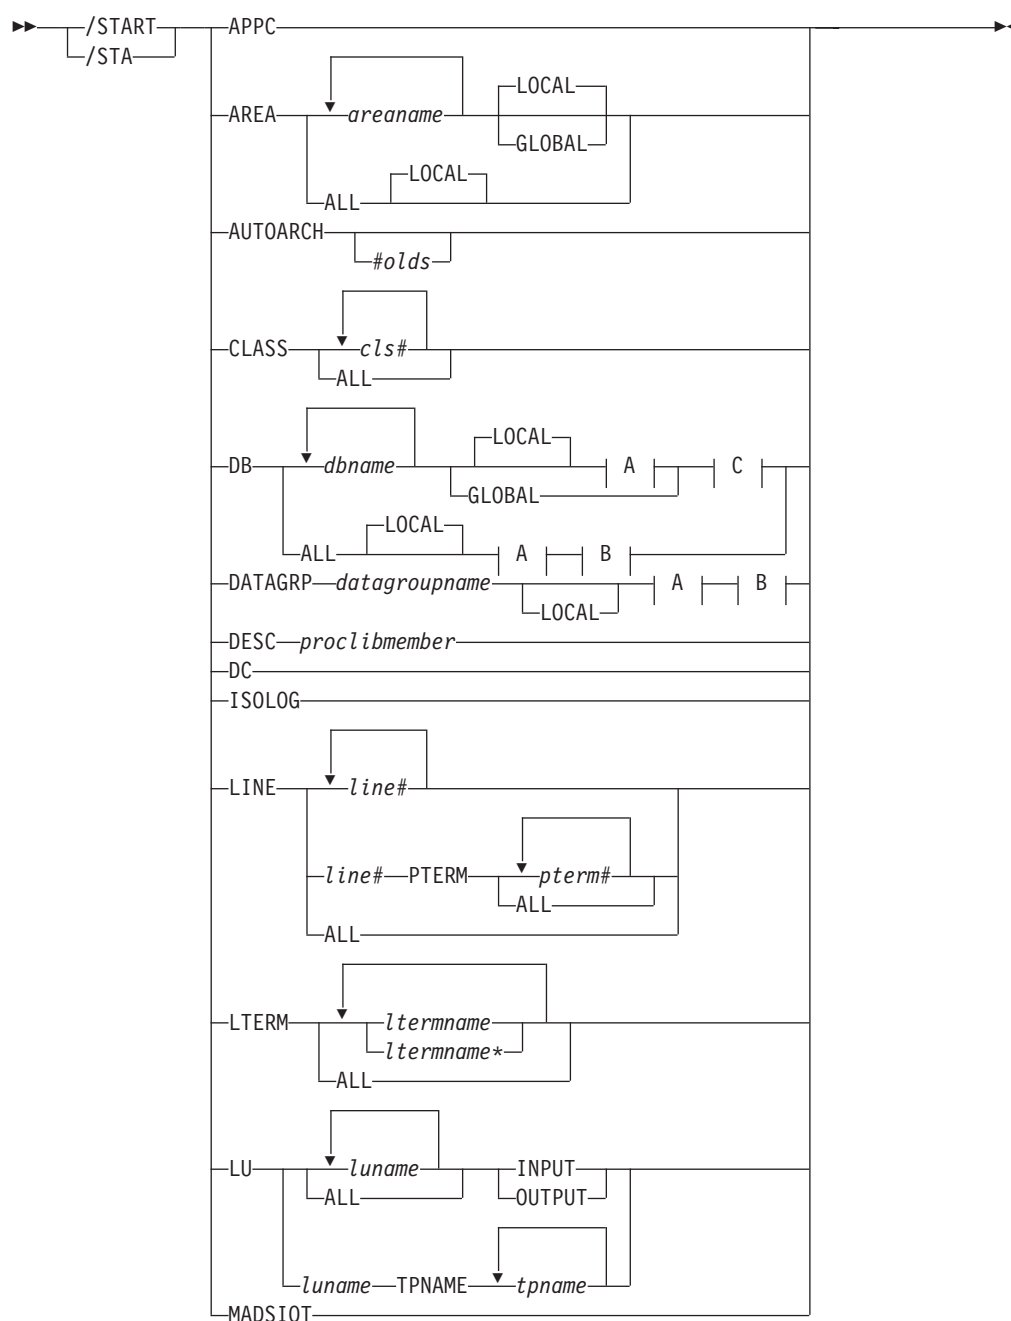 /START APPC
/STA
LOCAL
AREA areaname
GLOBAL
LOCAL
ALL
AUTOARCH
#olds
CLASS cls#
ALL
LOCAL
DB dbname A C
GLOBAL
LOCAL
ALL A B
DATAGRP datagroupname A B
LOCAL
DESC proclibmember
DC
ISOLOG
LINE line#
line# PTERM pterm#
ALL
ALL
LTERM ltermname
ltermname*
ALL
LU luname INPUT
ALL OUTPUT
luname TPNAME tpname
MADSIOT